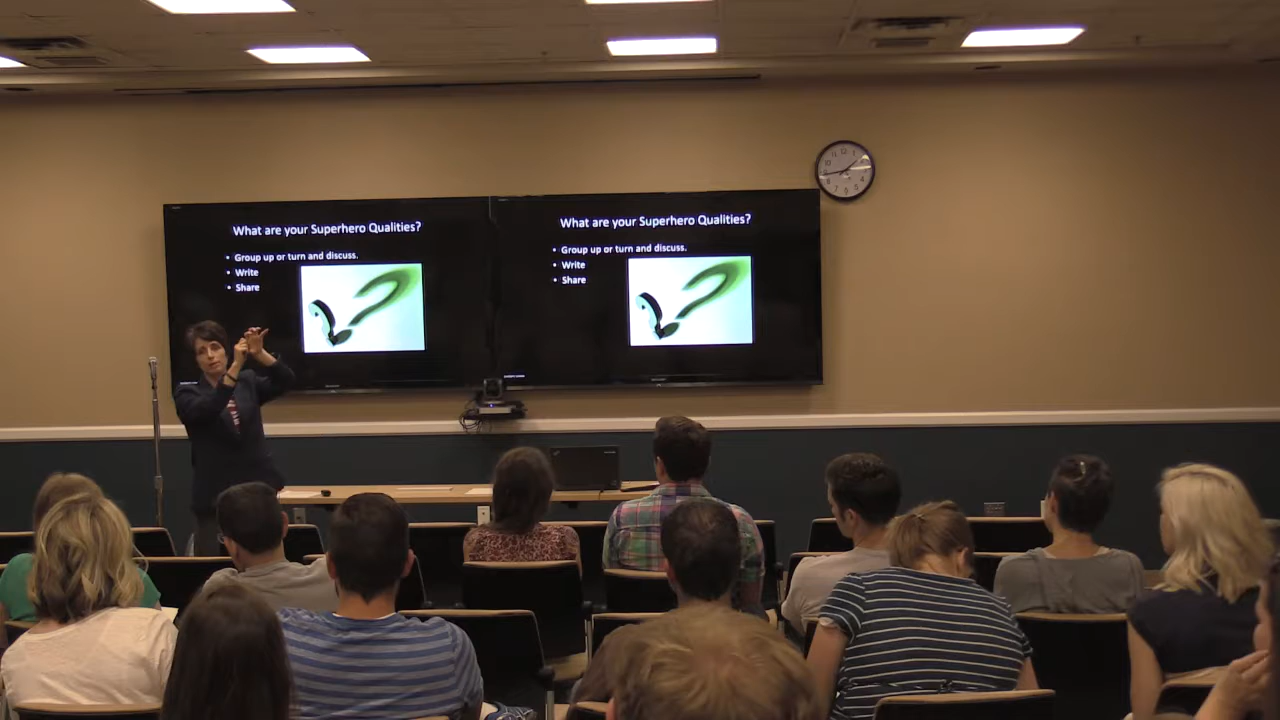 What are your Superhero Qualities?
• Group up or turn and discuss.
• Write
• Share
What are your Superhero Qualities?
• Group up or turn and discuss.
• Write
• Share